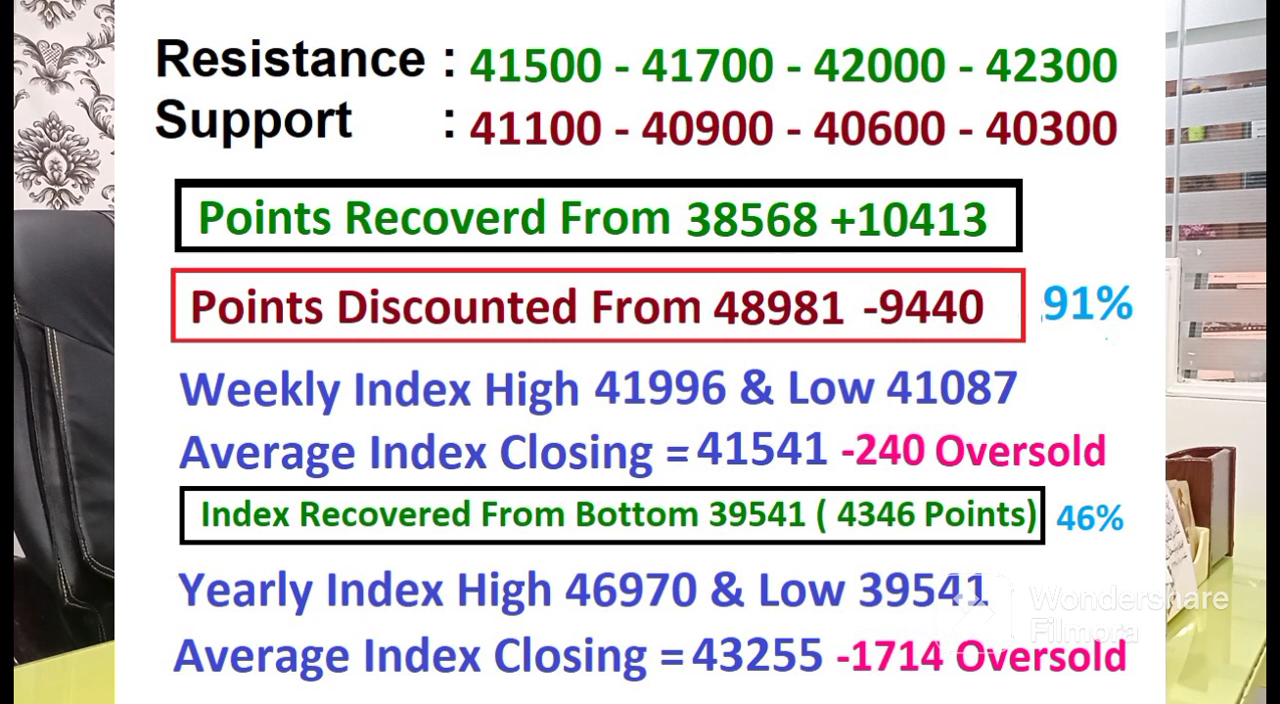 Resistance : 41500 - 41700 - 42000 - 42300
Support : 41100 - 40900 - 40600 - 40300
Points Recoverd From 38568 +10413
Points Discounted From 48981 -9440 91%
Weekly Index High 41996 & Low 41087
Average Index Closing = 41541 -240 Oversold
Index Recovered From Bottom 39541 ( 4346 Points) 46%
Yearly Index High 46970 & Low 39541
Wondershare
Filmora
Average Index Closing = 43255 -1714 Oversold